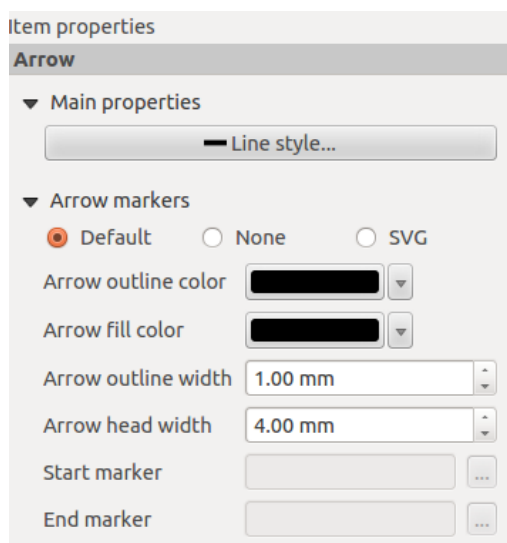 Item properties
Arrow
Main properties
Line style...
Arrow markers
Default None SVG
Arrow outline color
Arrow fill color
Arrow outline width 1.00 mm
Arrow head width 4.00 mm
Start marker ...
End marker ...